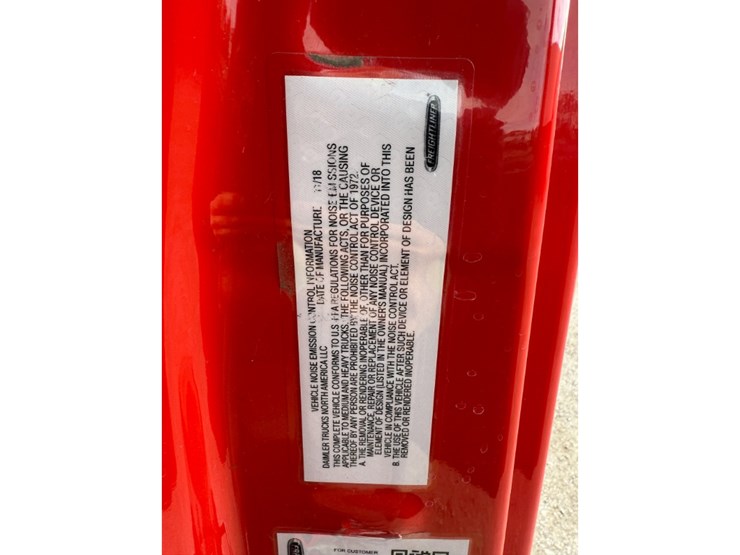 VEHICLE NOISE EMISSION CONTROL INFORMATION
DAIMLER TRUCKS NORTH AMERICA LLC DATE OF MANUFACTURE /18
THIS COMPLETE VEHICLE CONFORMS TO U.S. REGULATIONS FOR NOISE EMISSIONS
APPLICABLE TO MEDIUM AND HEAVY TRUCKS. THE FOLLOWING ACTS, OR THE CAUSING
THEREOF BY ANY PERSON ARE PROHIBITED BY THE NOISE CONTROL ACT OF 1972.
A. THE REMOVAL OR RENDERING INOPERABLE OF, OTHER THAN FOR PURPOSES OF
MAINTENANCE, REPAIR OR REPLACEMENT OF ANY NOISE CONTROL DEVICE OR
ELEMENT OF DESIGN (LISTED IN THE OWNER'S MANUAL) INCORPORATED INTO THIS
VEHICLE IN COMPLIANCE WITH THE NOISE CONTROL ACT.
B. THE USE OF THIS VEHICLE AFTER SUCH DEVICE OR ELEMENT OF DESIGN HAS BEEN
REMOVED OR RENDERED INOPERABLE.
FREIGHTLINER
FOR CUSTOMER